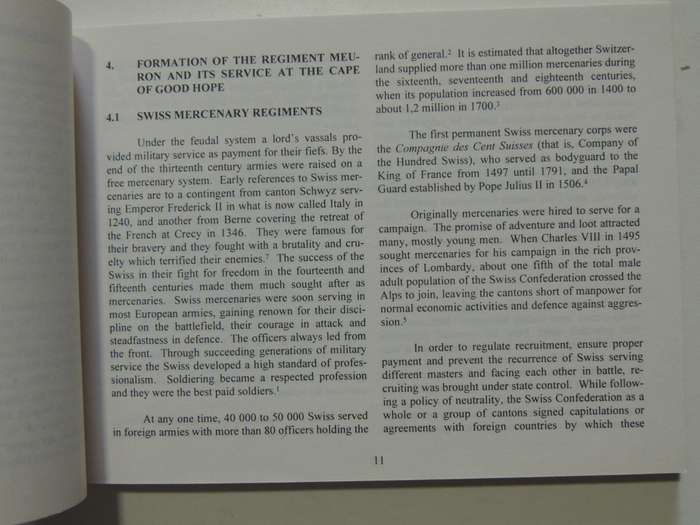 4. FORMATION OF THE REGIMENT MEU-
RON AND ITS SERVICE AT THE CAPE
OF GOOD HOPE
4.1 SWISS MERCENARY REGIMENTS
Under the feudal system a lord's vassals pro-
vided military service as payment for their fiefs. By the
end of the thirteenth century armies were raised on a
free mercenary system. Early references to Swiss mer-
cenaries are to a contingent from canton Schwyz serv-
ing Emperor Frederick II in what is now called Italy in
1240, and another from Berne covering the retreat of
the French at Crecy in 1346. They were famous for
their bravery and they fought with a brutality and cru-
elty which terrified their enemies.⁷ The success of the
Swiss in their fight for freedom in the fourteenth and
fifteenth centuries made them much sought after as
mercenaries. Swiss mercenaries were soon serving in
most European armies, gaining renown for their disci-
pline on the battlefield, their courage in attack and
steadfastness in defence. The officers always led from
the front. Through succeeding generations of military
service the Swiss developed a high standard of profes-
sionalism. Soldiering became a respected profession
and they were the best paid soldiers.¹
At any one time, 40 000 to 50 000 Swiss served
in foreign armies with more than 80 officers holding the
rank of general.² It is estimated that altogether Switzer-
land supplied more than one million mercenaries during
the sixteenth, seventeenth and eighteenth centuries,
when its population increased from 600 000 in 1400 to
about 1,2 million in 1700.³
The first permanent Swiss mercenary corps were
the Compagnie des Cent Suisses (that is, Company of
the Hundred Swiss), who served as bodyguard to the
King of France from 1497 until 1791, and the Papal
Guard established by Pope Julius II in 1506.⁴
Originally mercenaries were hired to serve for a
campaign. The promise of adventure and loot attracted
many, mostly young men. When Charles VIII in 1495
sought mercenaries for his campaign in the rich prov-
inces of Lombardy, about one fifth of the total male
adult population of the Swiss Confederation crossed the
Alps to join, leaving the cantons short of manpower for
normal economic activities and defence against aggres-
sion.⁵
In order to regulate recruitment, ensure proper
payment and prevent the recurrence of Swiss serving
different masters and facing each other in battle, re-
cruiting was brought under state control. While follow-
ing a policy of neutrality, the Swiss Confederation as a
whole or a group of cantons signed capitulations or
agreements with foreign countries by which these
11